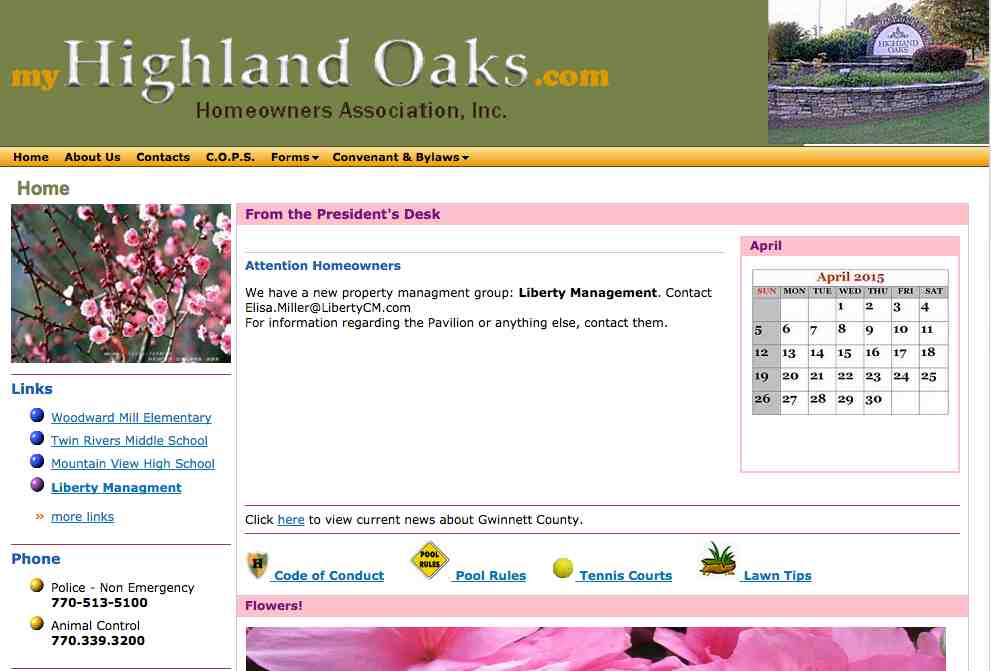 my Highland Oaks .com
Homeowners Association, Inc.
HIGHLAND
OAKS
Home About Us Contacts C.O.P.S. Forms Convenant & Bylaws
Home
From the President's Desk
Attention Homeowners
We have a new property managment group: Liberty Management. Contact
Elisa.Miller@LibertyCM.com
For information regarding the Pavilion or anything else, contact them.
April
April 2015
SUN MON TUE WED THU FRI SAT
1 2 3 4
5 6 7 8 9 10 11
12 13 14 15 16 17 18
19 20 21 22 23 24 25
26 27 28 29 30
Links
Woodward Mill Elementary
Twin Rivers Middle School
Mountain View High School
Liberty Managment
» more links
Phone
Police - Non Emergency
770-513-5100
Animal Control
770.339.3200
Click here to view current news about Gwinnett County.
H
Code of Conduct
POOL
RULES
Pool Rules
Tennis Courts
Lawn Tips
Flowers!